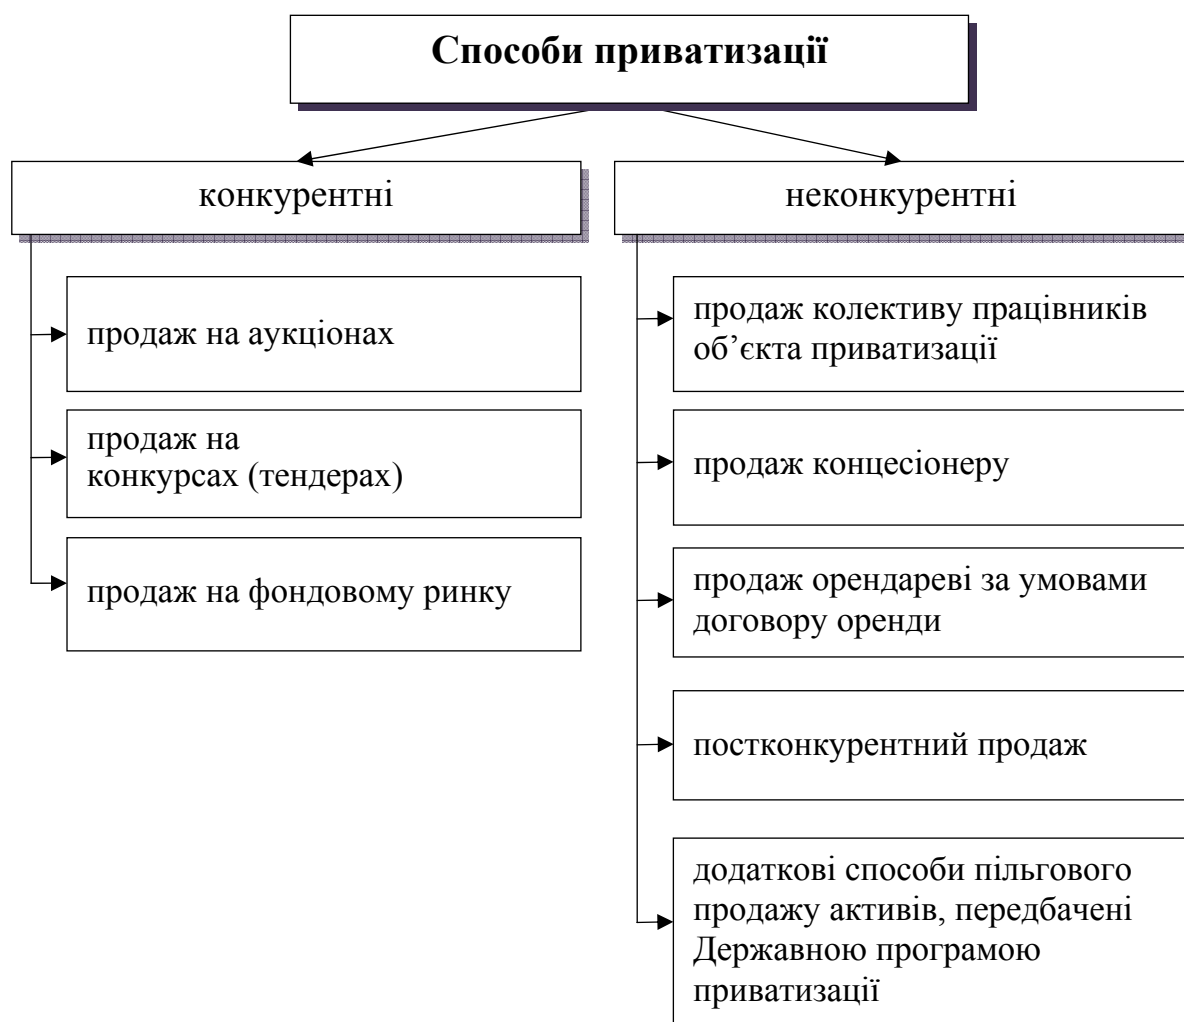 Способи приватизації
конкурентні
продаж на аукціонах
продаж на
конкурсах (тендерах)
продаж на фондовому ринку
неконкурентні
продаж колективу працівників
об’єкта приватизації
продаж концесіонеру
продаж орендареві за умовами
договору оренди
постконкурентний продаж
додаткові способи пільгового
продажу активів, передбачені
Державною програмою
приватизації